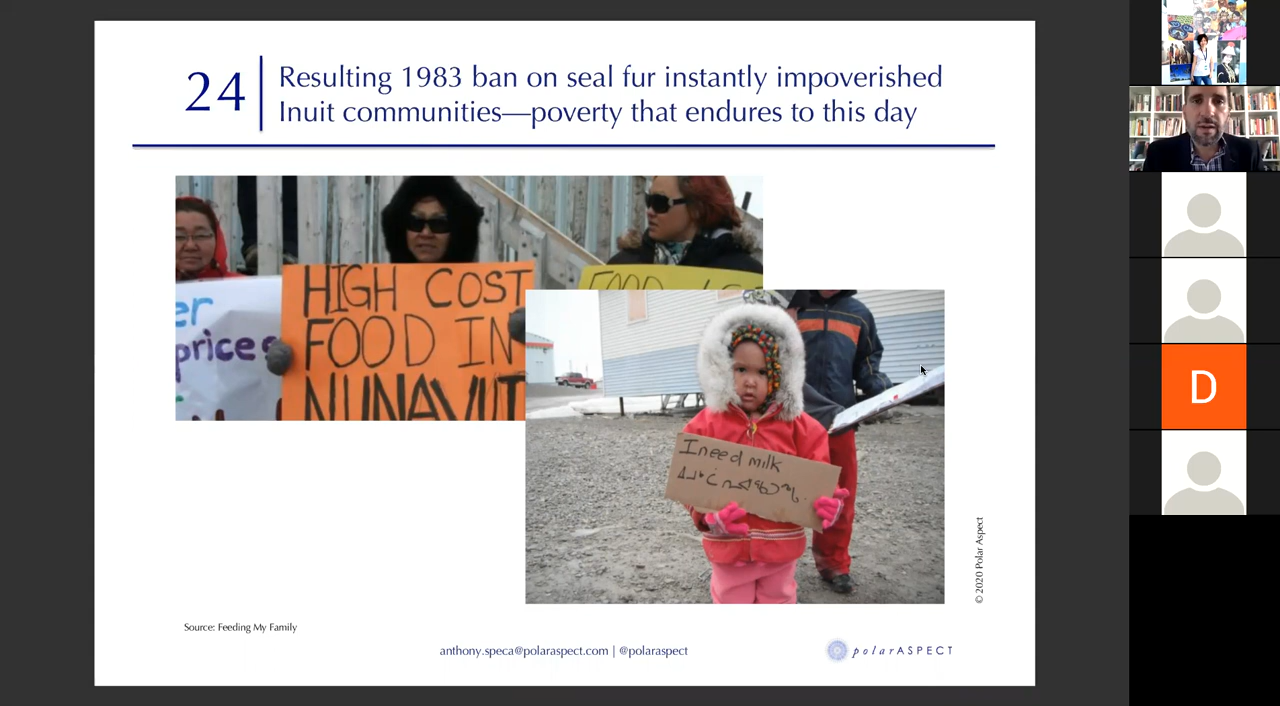 24
Resulting 1983 ban on seal fur instantly impoverished
Inuit communities—poverty that endures to this day
er
prices
HIGH COST
FOOD IN
NUNAVUT
FOOD
I need milk
© 2020 Polar Aspect
Source: Feeding My Family
anthony.speca@polaraspect.com | @polaraspect
polarASPECT
D